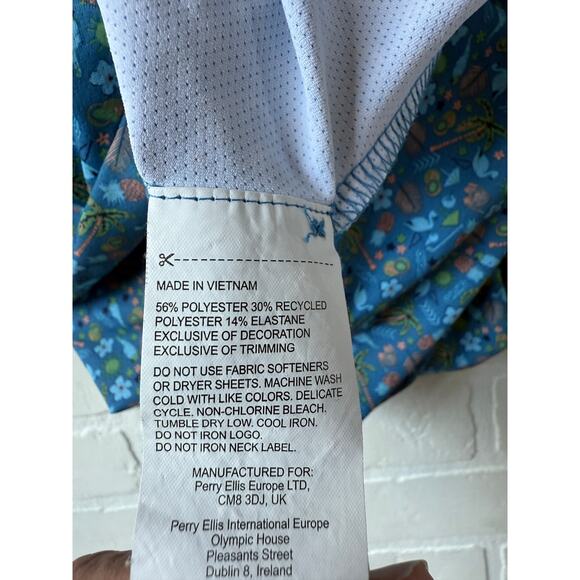 MADE IN VIETNAM
56% POLYESTER 30% RECYCLED
POLYESTER 14% ELASTANE
EXCLUSIVE OF DECORATION
EXCLUSIVE OF TRIMMING
DO NOT USE FABRIC SOFTENERS
OR DRYER SHEETS. MACHINE WASH
COLD WITH LIKE COLORS. DELICATE
CYCLE. NON-CHLORINE BLEACH.
TUMBLE DRY LOW. COOL IRON.
DO NOT IRON LOGO.
DO NOT IRON NECK LABEL.
MANUFACTURED FOR:
Perry Ellis Europe LTD,
CM8 3DJ, UK
Perry Ellis International Europe
Olympic House
Pleasants Street
Dublin 8, Ireland